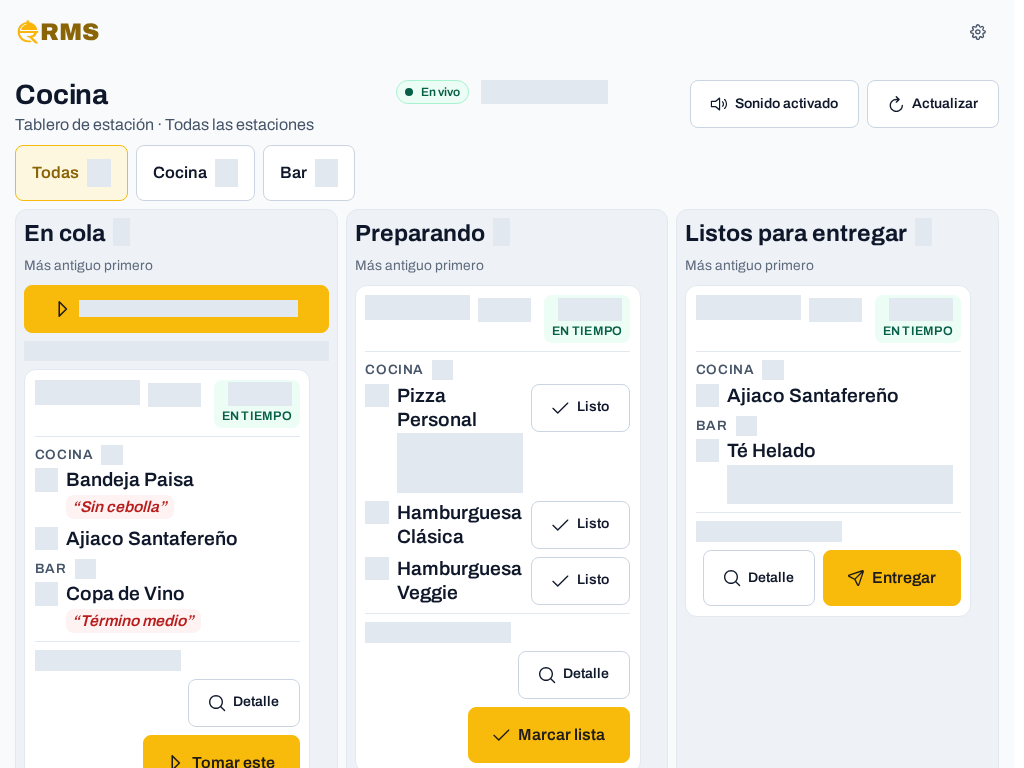 RMS
Cocina
En vivo
Sonido activado
Actualizar
Tablero de estación · Todas las estaciones
Todas
Cocina
Bar
En cola
Más antiguo primero
EN TIEMPO
COCINA
Bandeja Paisa
“Sin cebolla”
Ajiaco Santafereño
BAR
Copa de Vino
“Término medio”
Detalle
Tomar este
Preparando
Más antiguo primero
EN TIEMPO
COCINA
Pizza
Personal
Listo
Hamburguesa
Clásica
Listo
Hamburguesa
Veggie
Listo
Detalle
Marcar lista
Listos para entregar
Más antiguo primero
EN TIEMPO
COCINA
Ajiaco Santafereño
BAR
Té Helado
Detalle
Entregar